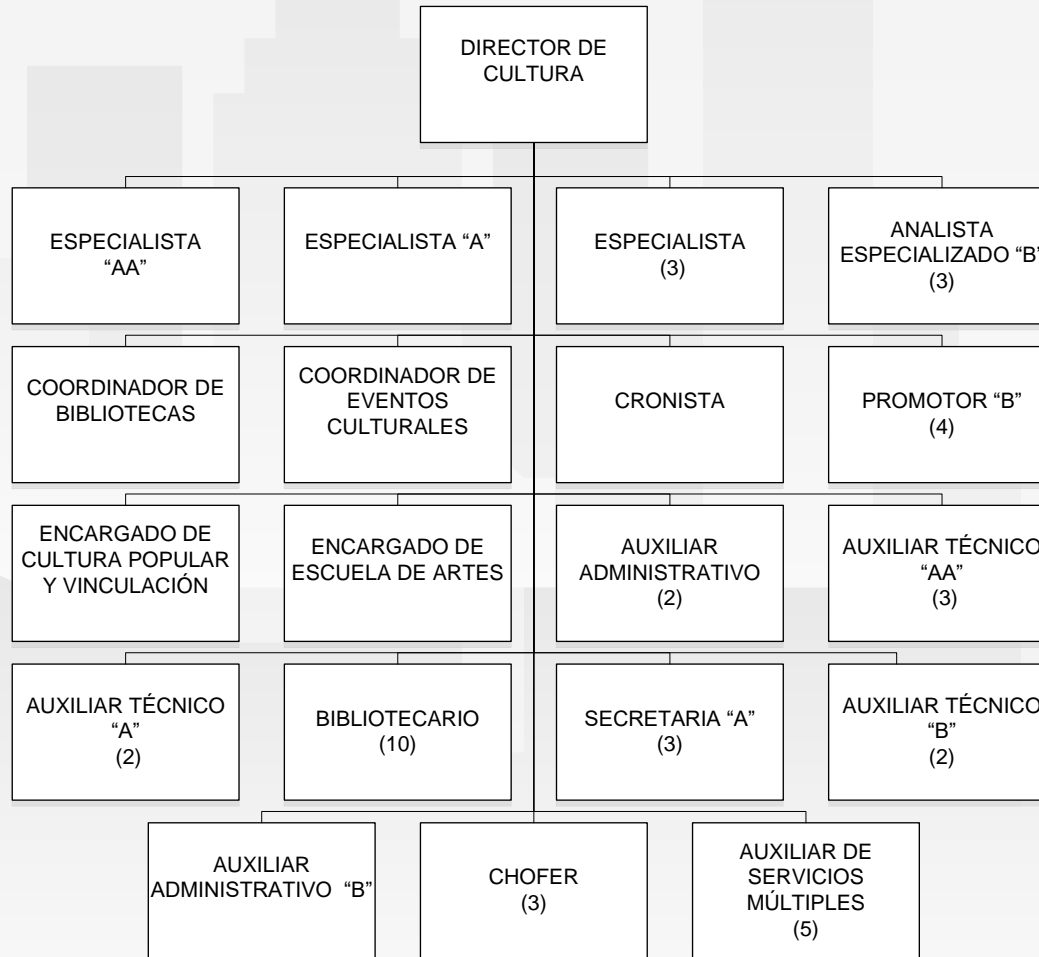 DIRECTOR DE
CULTURA
ESPECIALISTA
“AA”
ESPECIALISTA “A”
ESPECIALISTA
(3)
ANALISTA
ESPECIALIZADO “B”
(3)
COORDINADOR DE
BIBLIOTECAS
COORDINADOR DE
EVENTOS
CULTURALES
CRONISTA
PROMOTOR “B”
(4)
ENCARGADO DE
CULTURA POPULAR
Y VINCULACIÓN
ENCARGADO DE
ESCUELA DE ARTES
AUXILIAR
ADMINISTRATIVO
(2)
AUXILIAR TÉCNICO
“AA”
(3)
AUXILIAR TÉCNICO
“A”
(2)
BIBLIOTECARIO
(10)
SECRETARIA “A”
(3)
AUXILIAR TÉCNICO
“B”
(2)
AUXILIAR
ADMINISTRATIVO “B”
CHOFER
(3)
AUXILIAR DE
SERVICIOS
MÚLTIPLES
(5)